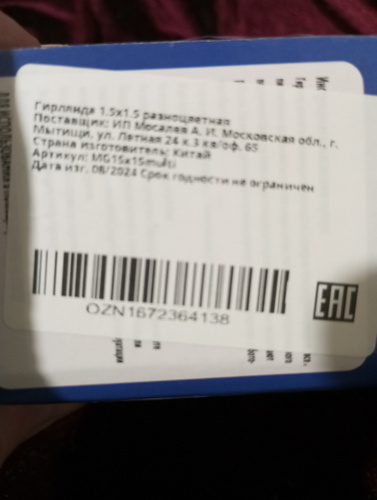 Гирлянда 1.5x1.5 разноцветная
Поставщик: ИП Мосалев А. И. Московская обл., г.
Мытищи, ул. Летная 24 к.3 кв/оф. 65
Страна изготовитель: Китай
Артикул: MG15x15multi
Дата изг. 08/2024 Срок годности не ограничен
EAC
OZN1672364138